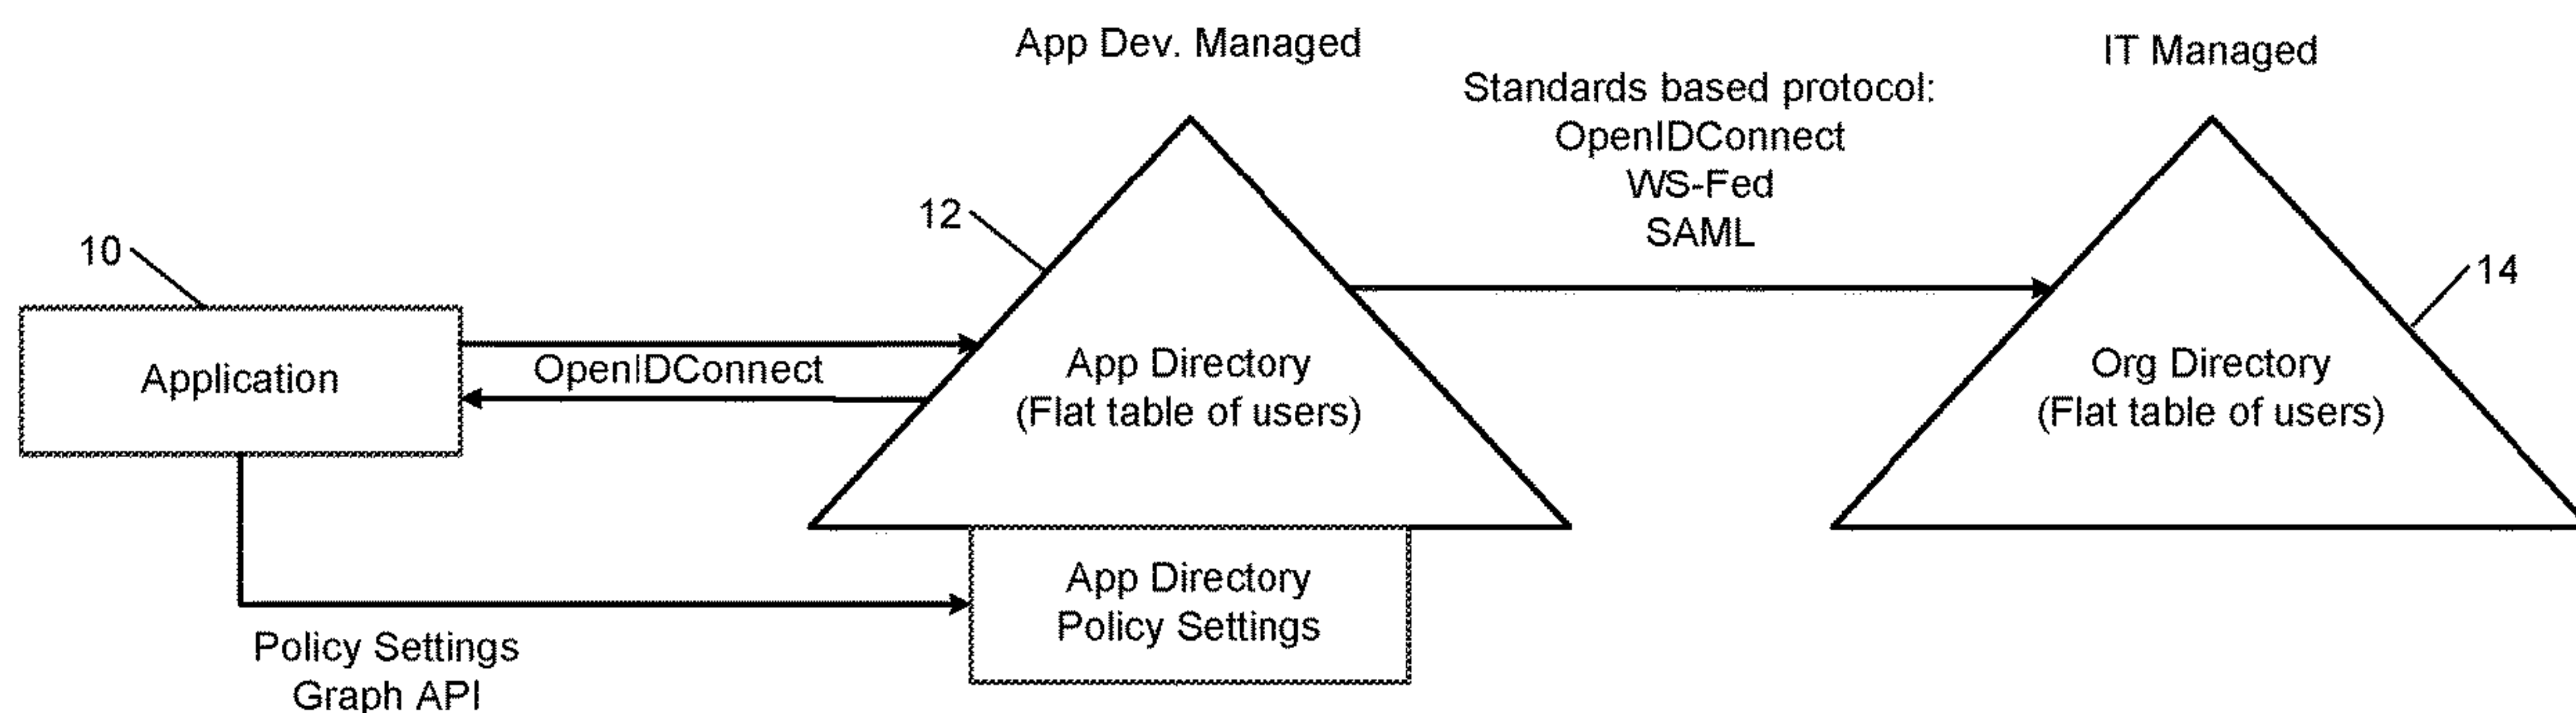 App Dev. Managed
IT Managed
Standards based protocol:
OpenIDConnect
WS-Fed
SAML
12
10
14
Application
OpenIDConnect
App Directory
(Flat table of users)
Org Directory
(Flat table of users)
App Directory
Policy Settings
Policy Settings
Graph API